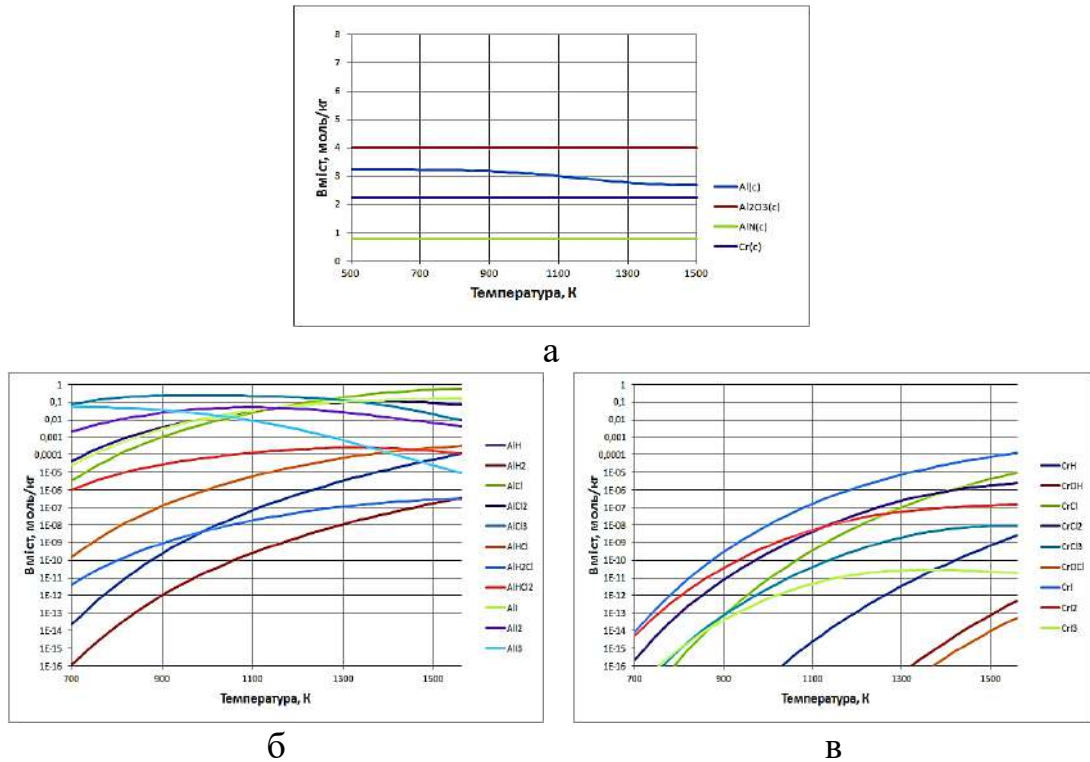 8
7
6
5
4
3
2
1
0
500 700 900 1100 1300 1500
Вміст, моль/кг
Температура, К
Al(c)
Al2Cl3(c)
AlN(c)
Cr(c)
а
1
0,1
0,01
0,001
0,0001
1E-05
1E-06
1E-07
1E-08
1E-09
1E-10
1E-11
1E-12
1E-13
1E-14
1E-15
1E-16
700 900 1100 1300 1500
Вміст, моль/кг
Температура, К
AlH
AlH2
AlCl
AlCl2
AlCl3
AlHCl
AlH2Cl
AlHCl2
AlI
AlI2
AlI3
б
1
0,1
0,01
0,001
0,0001
1E-05
1E-06
1E-07
1E-08
1E-09
1E-10
1E-11
1E-12
1E-13
1E-14
1E-15
1E-16
700 900 1100 1300 1500
Вміст, моль/кг
Температура, К
CrH
CrOH
CrCl
CrCl2
CrCl3
CrOCl
CrI
CrI2
CrI3
в